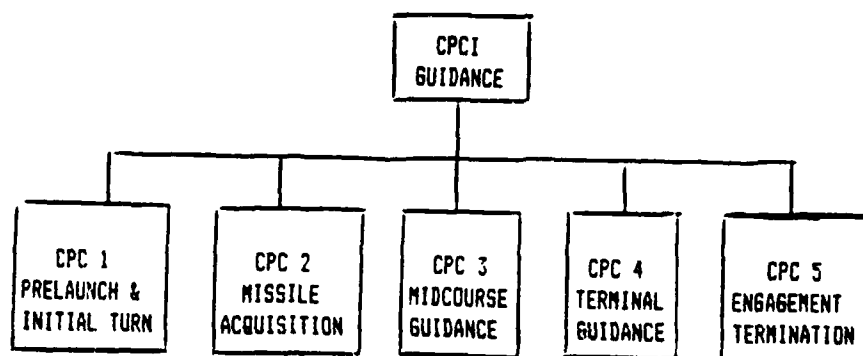 CPCI
GUIDANCE
CPC 1
PRELAUNCH &
INITIAL TURN
CPC 2
MISSILE
ACQUISITION
CPC 3
MIDCOURSE
GUIDANCE
CPC 4
TERMINAL
GUIDANCE
CPC 5
ENGAGEMENT
TERMINATION